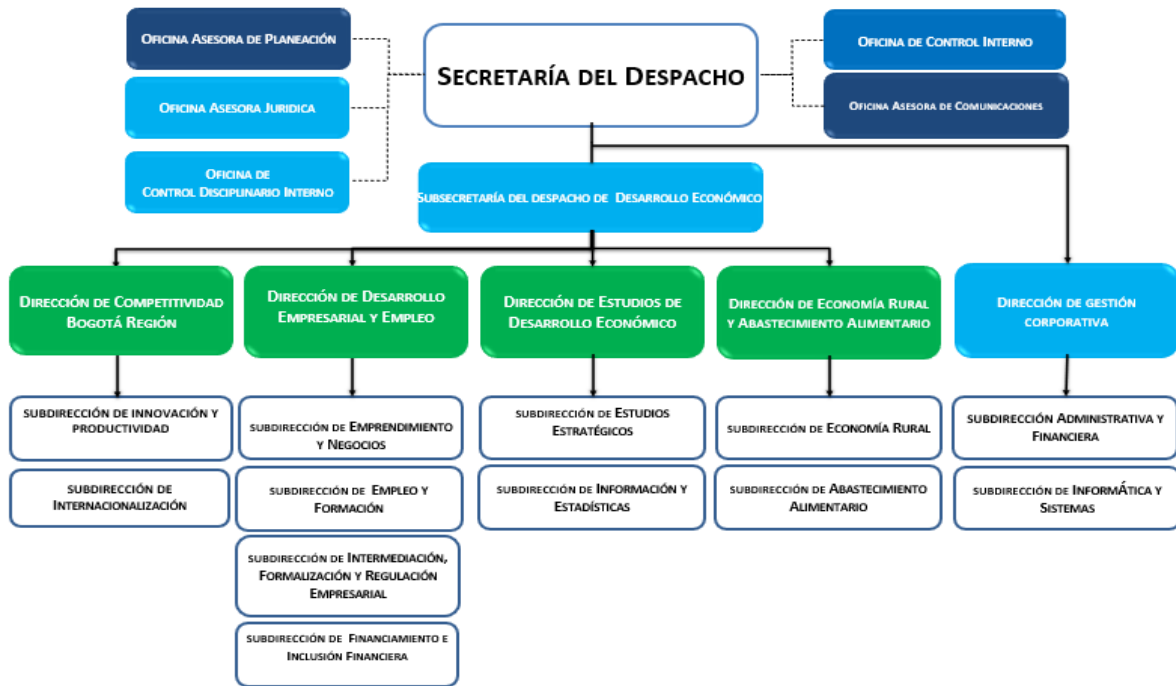 OFICINA ASESORA DE PLANEACIÓN
SECRETARÍA DEL DESPACHO
OFICINA DE CONTROL INTERNO
OFICINA ASESORA JURIDICA
OFICINA ASESORA DE COMUNICACIONES
OFICINA DE
CONTROL DISCIPLINARIO INTERNO
SUBSECRETARÍA DEL DESPACHO DE DESARROLLO ECONÓMICO
DIRECCIÓN DE COMPETITIVIDAD
BOGOTÁ REGIÓN
DIRECCIÓN DE DESARROLLO
EMPRESARIAL Y EMPLEO
DIRECCIÓN DE ESTUDIOS DE
DESARROLLO ECONÓMICO
DIRECCIÓN DE ECONOMÍA RURAL
Y ABASTECIMIENTO ALIMENTARIO
DIRECCIÓN DE GESTIÓN
CORPORATIVA
SUBDIRECCIÓN DE INNOVACIÓN Y
PRODUCTIVIDAD
SUBDIRECCIÓN DE
INTERNACIONALIZACIÓN
SUBDIRECCIÓN DE EMPRENDIMIENTO
Y NEGOCIOS
SUBDIRECCIÓN DE EMPLEO Y
FORMACIÓN
SUBDIRECCIÓN DE INTERMEDIACIÓN,
FORMALIZACIÓN Y REGULACIÓN
EMPRESARIAL
SUBDIRECCIÓN DE FINANCIAMIENTO E
INCLUSIÓN FINANCIERA
SUBDIRECCIÓN DE ESTUDIOS
ESTRATÉGICOS
SUBDIRECCIÓN DE INFORMACIÓN Y
ESTADÍSTICAS
SUBDIRECCIÓN DE ECONOMÍA RURAL
SUBDIRECCIÓN DE ABASTECIMIENTO
ALIMENTARIO
SUBDIRECCIÓN ADMINISTRATIVA Y
FINANCIERA
SUBDIRECCIÓN DE INFORMÁTICA Y
SISTEMAS